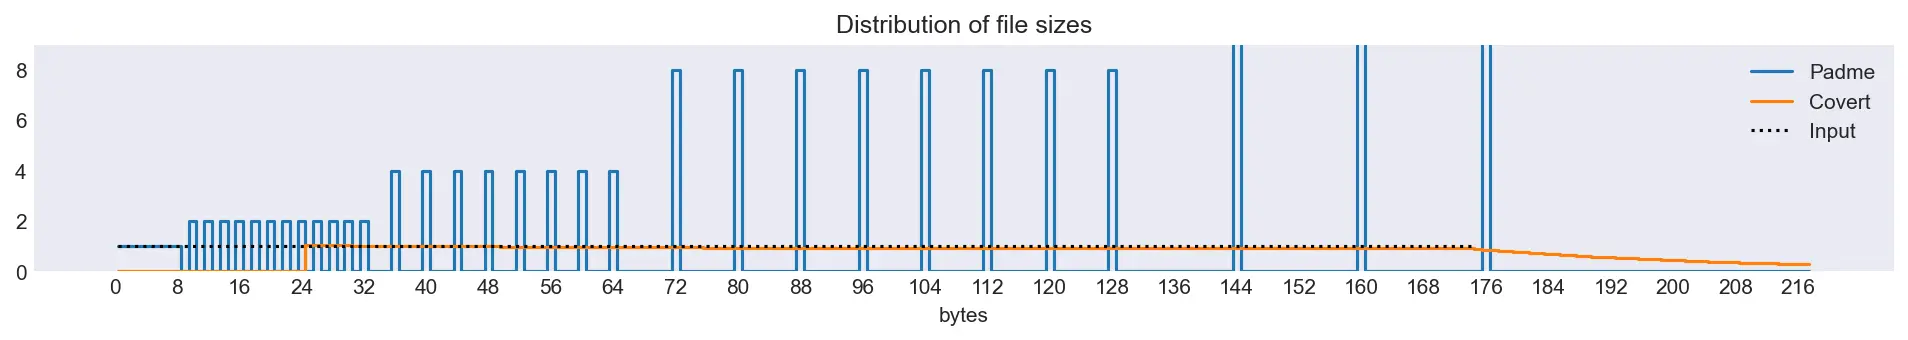 Distribution of file sizes
8
6
4
2
0
Padme
Covert
Input
0 8 16 24 32 40 48 56 64 72 80 88 96 104 112 120 128 136 144 152 160 168 176 184 192 200 208 216
bytes